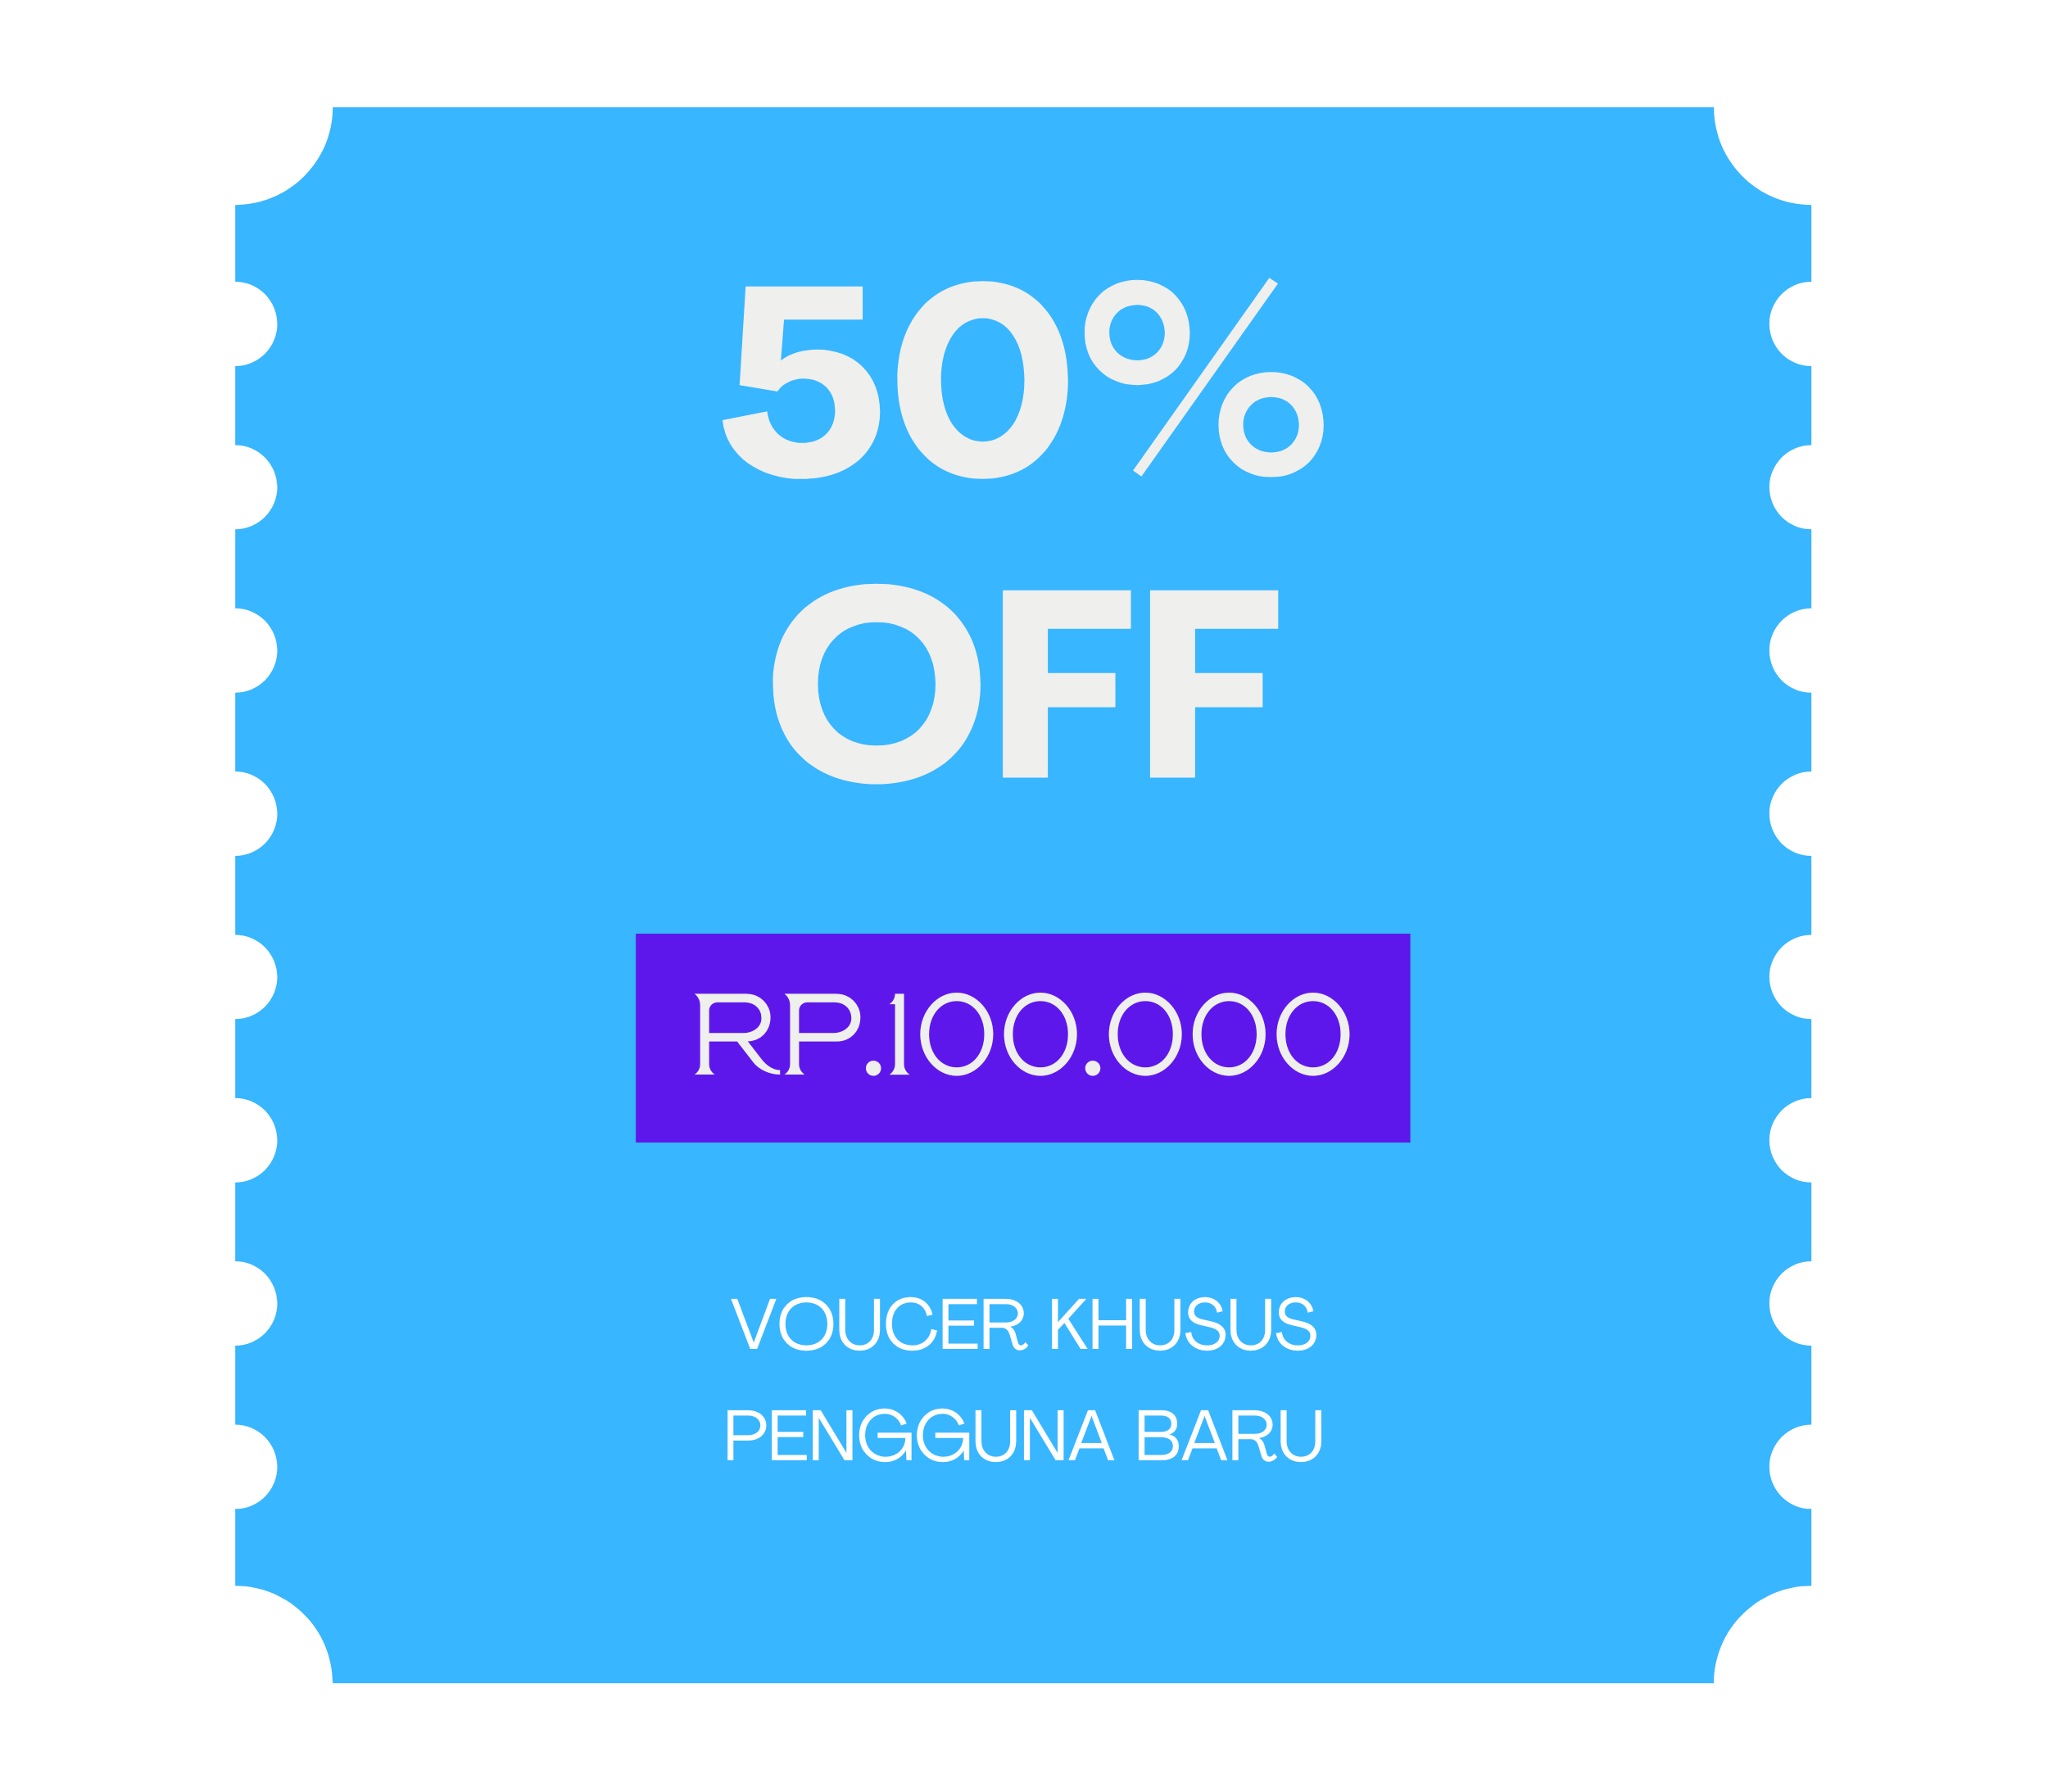 50%
OFF
RP.100.000
VOUCER KHUSUS
PENGGUNA BARU